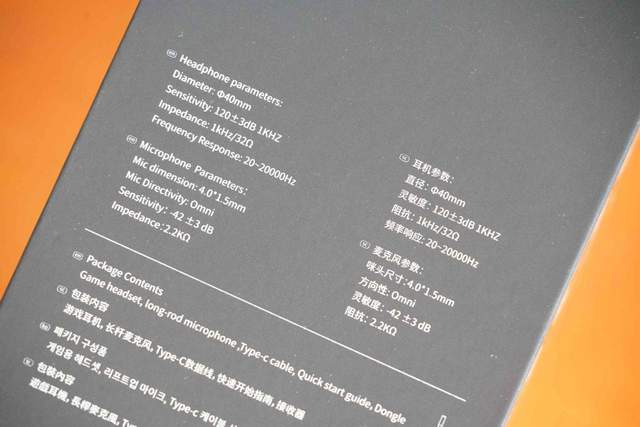 Headphone parameters:
Diameter: Φ40mm
Sensitivity: 120±3dB 1KHZ
Impedance: 1kHz/32Ω
Frequency Response: 20~20000Hz
Microphone Parameters:
Mic dimension: 4.0*1.5mm
Mic Directivity: Omni
Sensitivity: -42 ±3 dB
Impedance :2.2KΩ
耳机参数:
直径: Φ40mm
灵敏度: 120±3dB 1KHZ
阻抗: 1kHz/32Ω
频率响应: 20~20000Hz
麦克风参数:
咪头尺寸:4.0*1.5mm
方向性: Omni
灵敏度: -42 ±3 dB
阻抗: 2.2KΩ
Package Contents
Game headset, long-rod microphone ,Type-c cable, Quick start guide, Dongle
包装内容
游戏耳机, 长杆麦克风, Type-C数据线, 快速开始指南, 接收器
패키지 구성품
게임용 헤드셋, 리프트업 마이크, Type-c 케이블
包裝內容
遊戲耳機, 長桿麥克風,